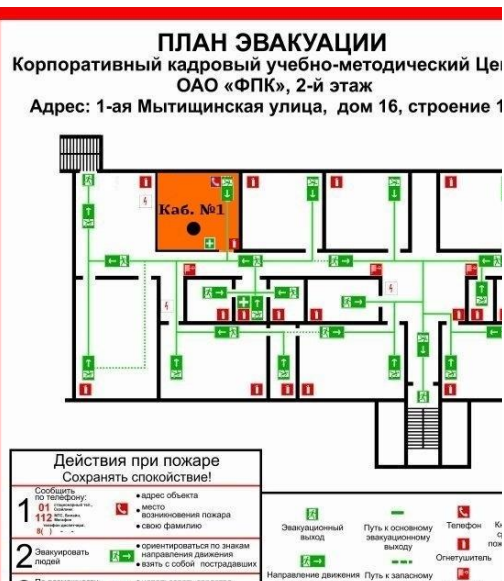 ПЛАН ЭВАКУАЦИИ
Корпоративный кадровый учебно-методический Це
ОАО «ФПК», 2-й этаж
Адрес: 1-ая Мытищинская улица, дом 16, строение 1
Каб. №1
Действия при пожаре
Сохранять спокойствие!
1
Сообщить
по телефону:
01
112
• адрес объекта
• место
возникновения пожара
• свою фамилию
2 Эвакуировать
людей
• ориентироваться по знакам
направления движения
• взять с собой пострадавших
Эвакуационный
выход
Путь к основному
эвакуационному
выходу
Телефон
Огнетушитель
Направление движения
Путь к запасному